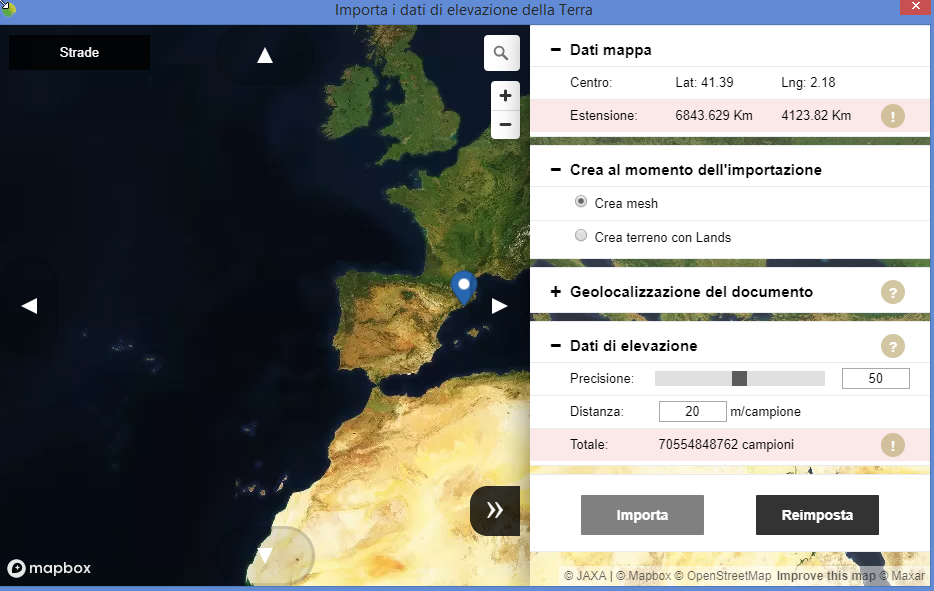 Importa i dati di elevazione della Terra
Strade
Dati mappa
Centro: Lat: 41.39 Lng: 2.18
Estensione: 6843.629 Km 4123.82 Km !
Crea al momento dell'importazione
Crea mesh
Crea terreno con Lands
Geolocalizzazione del documento ?
Dati di elevazione ?
Precisione: 50
Distanza: 20 m/campione
Totale: 70554848762 campioni !
Importa Reimposta
mapbox
© JAXA | © Mapbox © OpenStreetMap Improve this map © Maxar